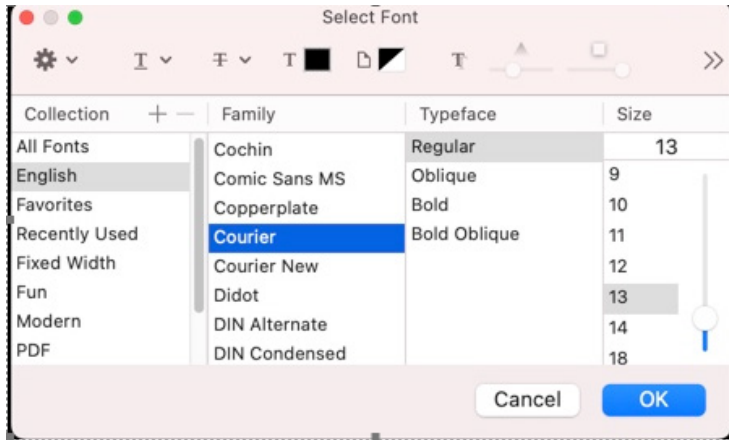 Select Font
T T T T
Collection + − Family Typeface Size
All Fonts
English
Favorites
Recently Used
Fixed Width
Fun
Modern
PDF
Cochin
Comic Sans MS
Copperplate
Courier
Courier New
Didot
DIN Alternate
DIN Condensed
Regular
Oblique
Bold
Bold Oblique
13
9
10
11
12
13
14
18
Cancel OK